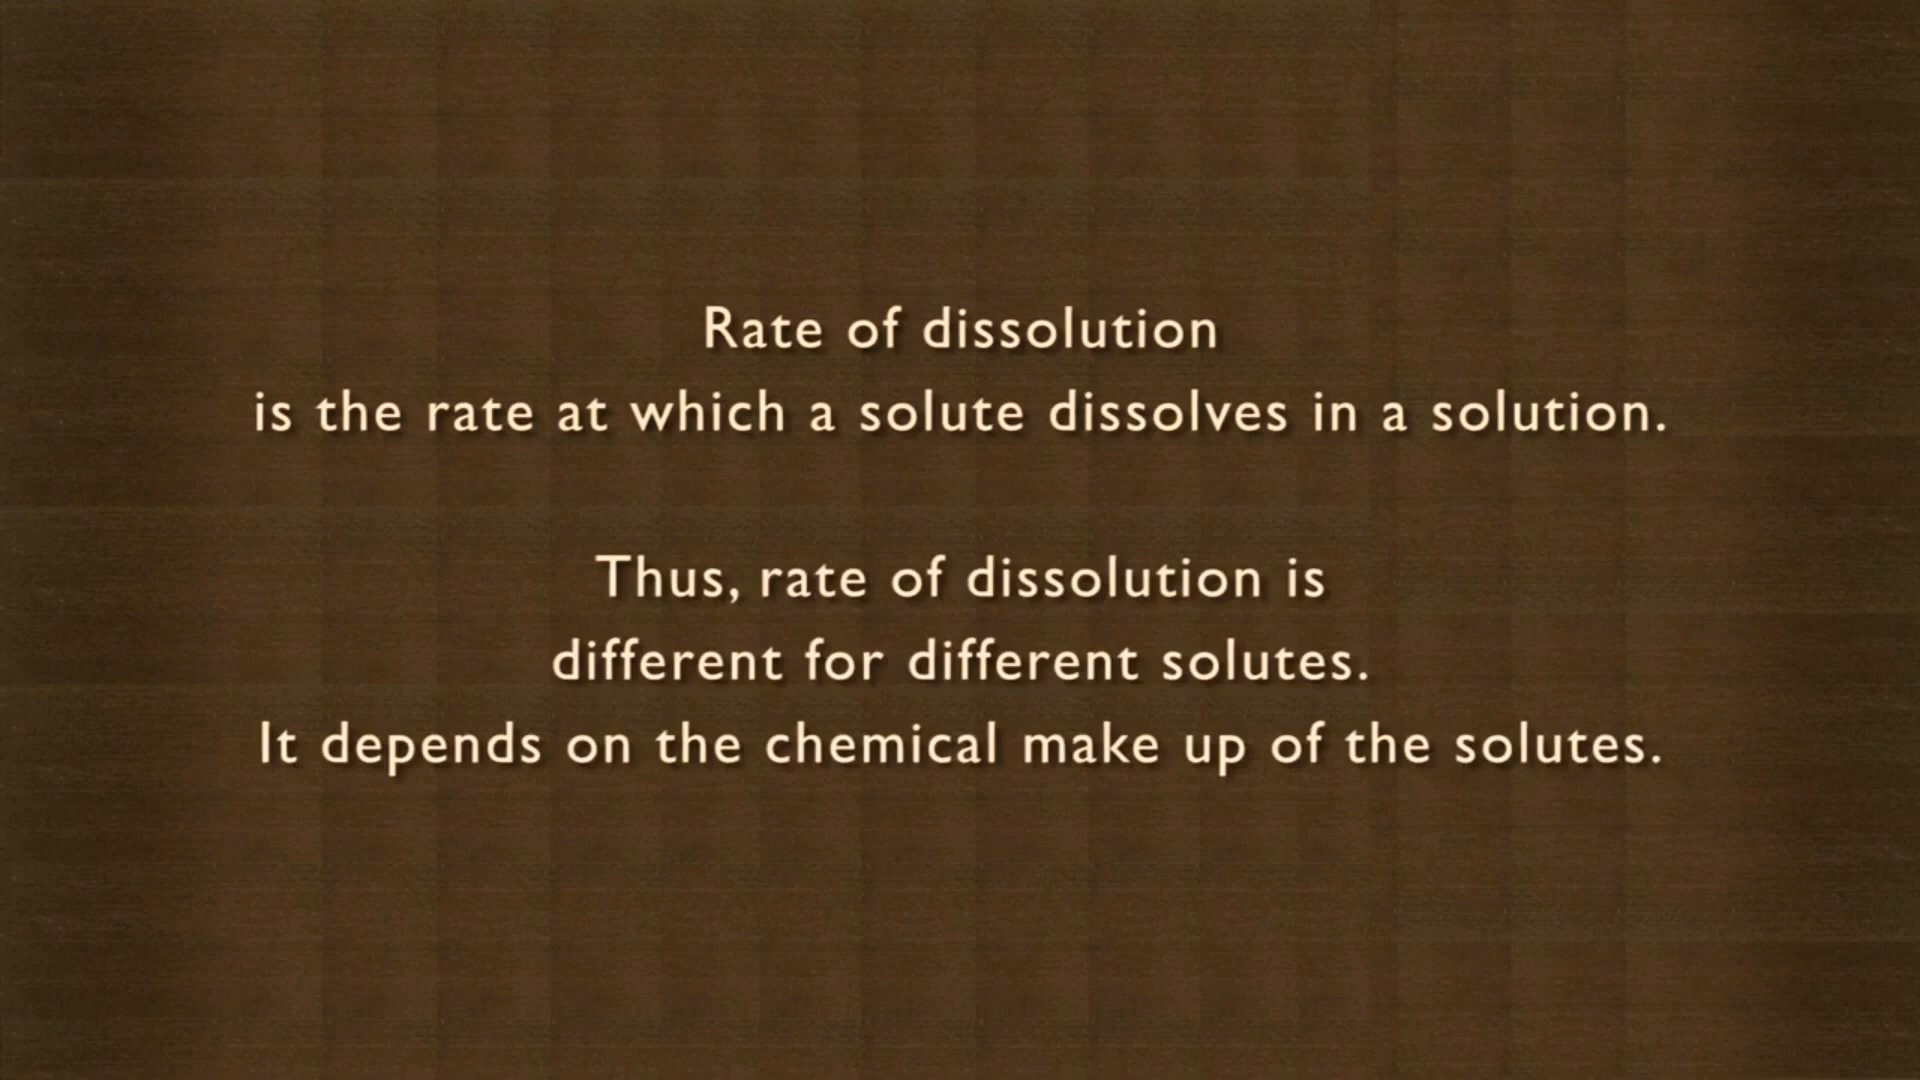 Rate of dissolution
is the rate at which a solute dissolves in a solution.
Thus, rate of dissolution is
different for different solutes.
It depends on the chemical make up of the solutes.